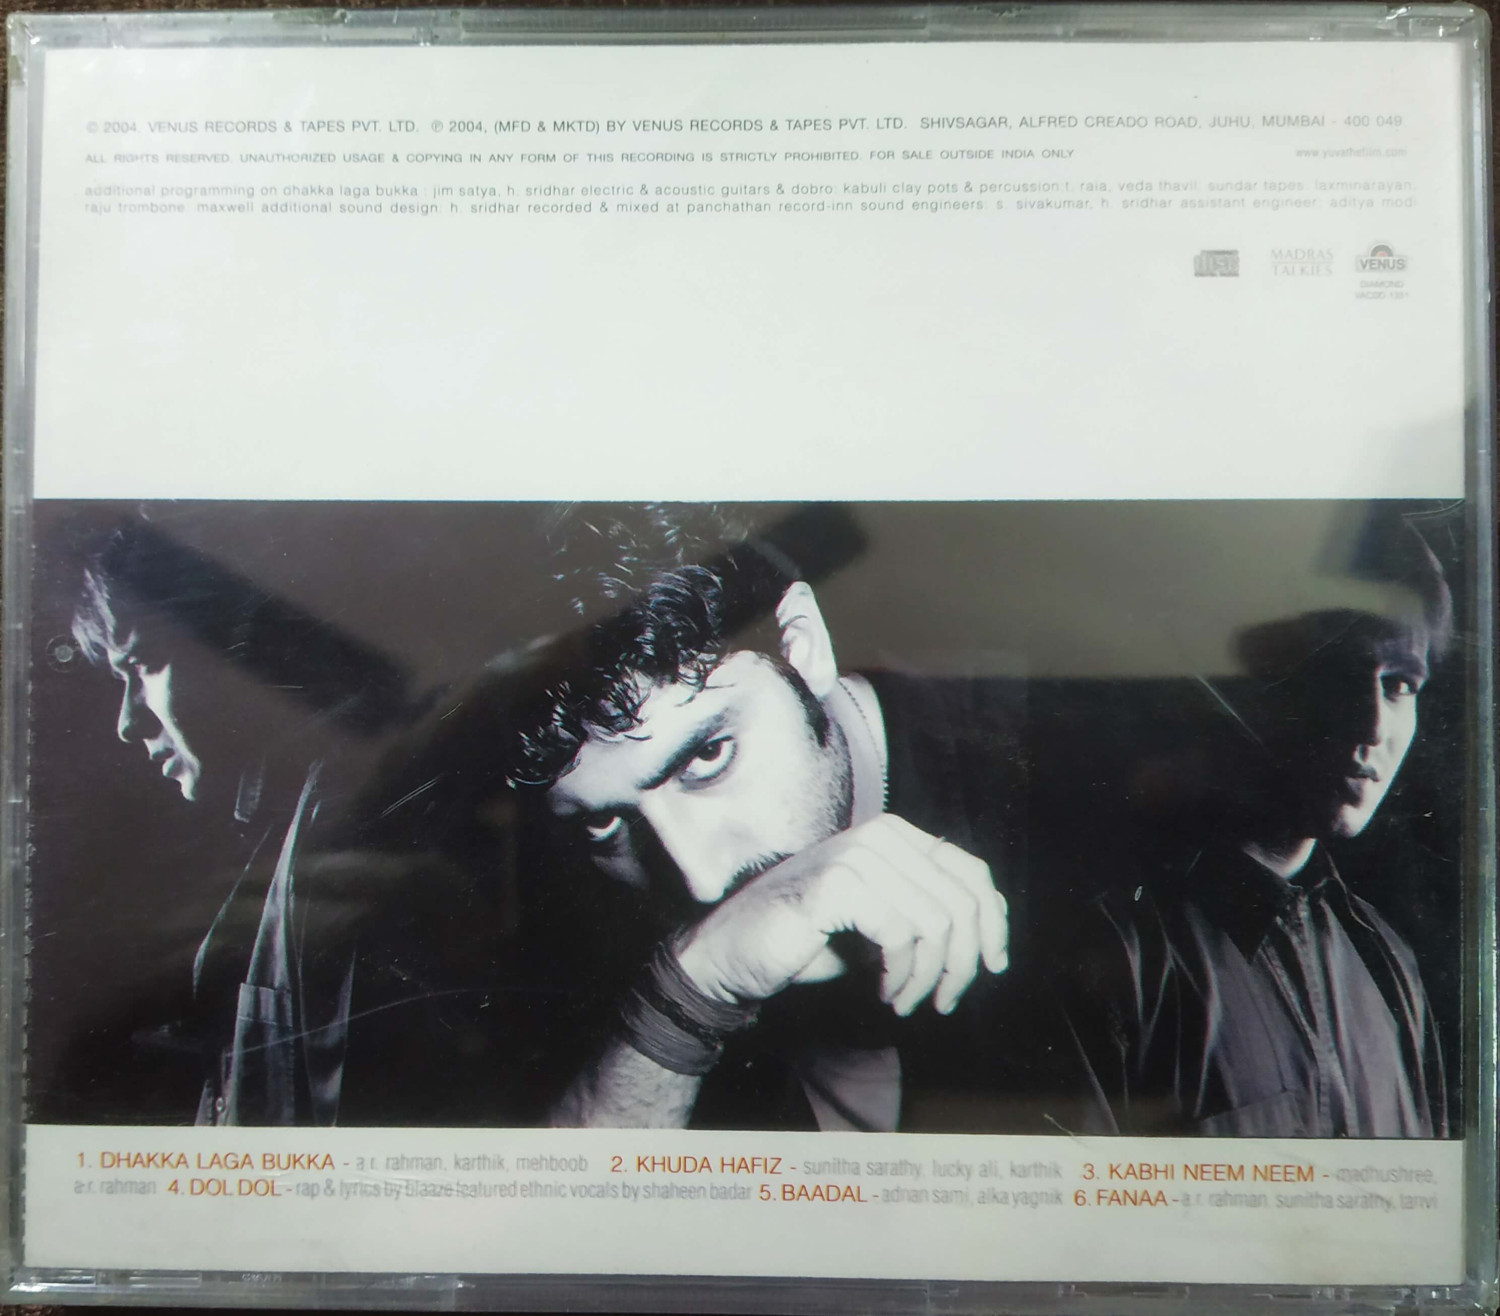 © 2004. VENUS RECORDS & TAPES PVT. LTD. ℗ 2004, (MFD & MKTD) BY VENUS RECORDS & TAPES PVT. LTD. SHIVSAGAR, ALFRED CREADO ROAD, JUHU, MUMBAI - 400 049
ALL RIGHTS RESERVED. UNAUTHORIZED USAGE & COPYING IN ANY FORM OF THIS RECORDING IS STRICTLY PROHIBITED. FOR SALE OUTSIDE INDIA ONLY
additional programming on dhakka laga bukka : jim satya, h. sridhar electric & acoustic guitars & dobro: kabuli clay pots & percussion:t. raja, veda thavil: sundar tapes: laxminarayan,
raju trombone: maxwell additional sound design: h. sridhar recorded & mixed at panchathan record-inn sound engineers: s. sivakumar, h. sridhar assistant engineer: aditya modi
disc
MADRAS
TALKIES
VENUS
DIAMOND
1. DHAKKA LAGA BUKKA - a.r. rahman, karthik, mehboob 2. KHUDA HAFIZ - sunitha sarathy, lucky ali, karthik 3. KABHI NEEM NEEM - madhushree,
a.r. rahman 4. DOL DOL - rap & lyrics by blaaze featured ethnic vocals by shaheen badar 5. BAADAL - adnan sami, alka yagnik 6. FANAA - a.r. rahman, sunitha sarathy, tanvi